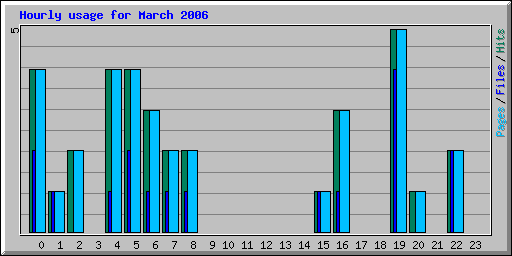 Hourly usage for March 2006
5
Pages/Files/Hits
0 1 2 3 4 5 6 7 8 9 10 11 12 13 14 15 16 17 18 19 20 21 22 23